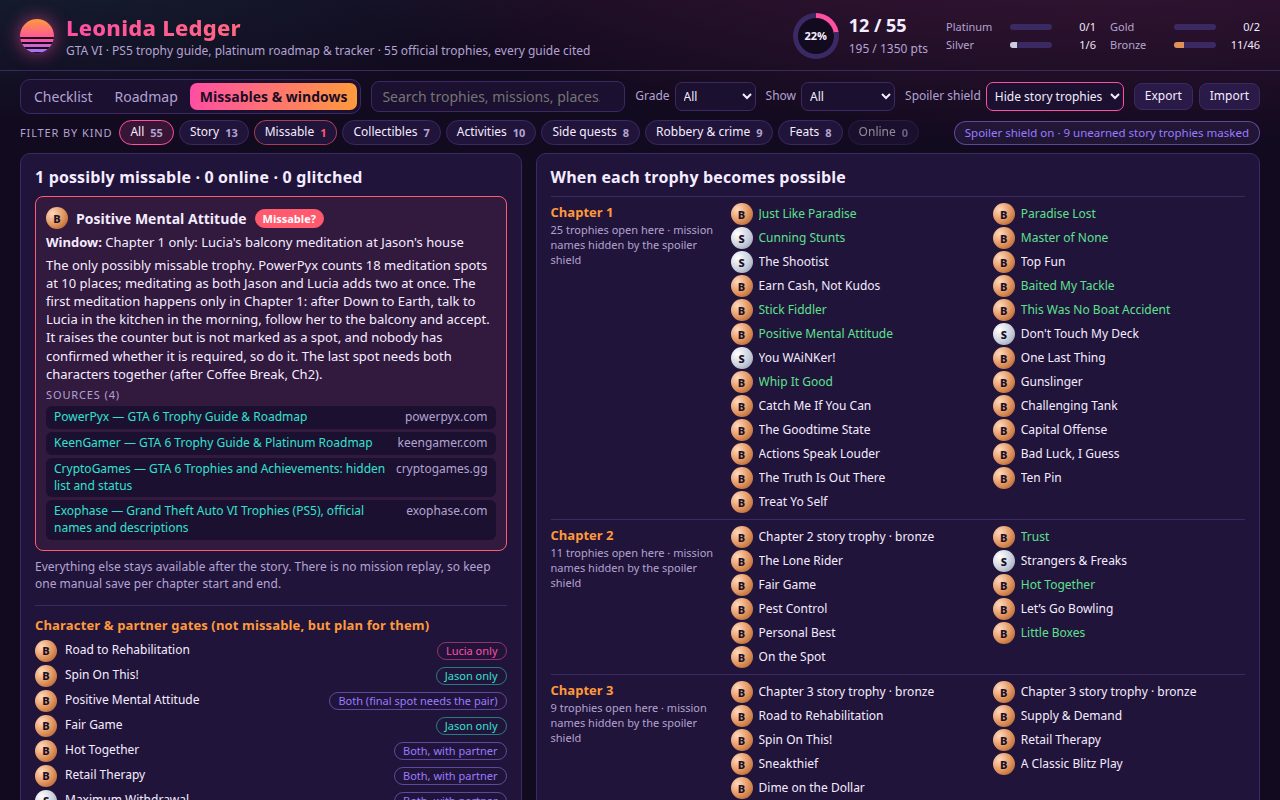 Leonida Ledger
GTA VI · PS5 trophy guide, platinum roadmap & tracker · 55 official trophies, every guide cited
22%
12 / 55
195 / 1350 pts
Platinum 0/1 Gold 0/2
Silver 1/6 Bronze 11/46
Checklist Roadmap Missables & windows Search trophies, missions, places Grade All Show All Spoiler shield Hide story trophies Export Import
FILTER BY KIND All 55 Story 13 Missable 1 Collectibles 7 Activities 10 Side quests 8 Robbery & crime 9 Feats 8 Online 0 Spoiler shield on · 9 unearned story trophies masked
1 possibly missable · 0 online · 0 glitched
B Positive Mental Attitude Missable?
Window: Chapter 1 only: Lucia's balcony meditation at Jason's house
The only possibly missable trophy. PowerPyx counts 18 meditation spots
at 10 places; meditating as both Jason and Lucia adds two at once. The
first meditation happens only in Chapter 1: after Down to Earth, talk to
Lucia in the kitchen in the morning, follow her to the balcony and accept.
It raises the counter but is not marked as a spot, and nobody has
confirmed whether it is required, so do it. The last spot needs both
characters together (after Coffee Break, Ch2).
SOURCES (4)
PowerPyx — GTA 6 Trophy Guide & Roadmap powerpyx.com
KeenGamer — GTA 6 Trophy Guide & Platinum Roadmap keengamer.com
CryptoGames — GTA 6 Trophies and Achievements: hidden cryptogames.gg
list and status
Exophase — Grand Theft Auto VI Trophies (PS5), official exophase.com
names and descriptions
Everything else stays available after the story. There is no mission replay, so keep
one manual save per chapter start and end.
Character & partner gates (not missable, but plan for them)
B Road to Rehabilitation Lucia only
B Spin On This! Jason only
B Positive Mental Attitude Both (final spot needs the pair)
B Fair Game Jason only
B Hot Together Both, with partner
B Retail Therapy Both, with partner
S Maximum Withdrawal Both, with partner
When each trophy becomes possible
Chapter 1
25 trophies open here · mission
names hidden by the spoiler
shield
B Just Like Paradise B Paradise Lost
S Cunning Stunts B Master of None
S The Shootist B Top Fun
B Earn Cash, Not Kudos B Baited My Tackle
B Stick Fiddler B This Was No Boat Accident
B Positive Mental Attitude S Don't Touch My Deck
S You WAiNKer! B One Last Thing
B Whip It Good B Gunslinger
B Catch Me If You Can B Challenging Tank
B The Goodtime State B Capital Offense
B Actions Speak Louder B Bad Luck, I Guess
B The Truth Is Out There B Ten Pin
B Treat Yo Self
Chapter 2
11 trophies open here · mission
names hidden by the spoiler
shield
B Chapter 2 story trophy · bronze B Trust
B The Lone Rider S Strangers & Freaks
B Fair Game B Hot Together
B Pest Control B Let's Go Bowling
B Personal Best B Little Boxes
B On the Spot
Chapter 3
9 trophies open here · mission
names hidden by the spoiler
shield
B Chapter 3 story trophy · bronze B Chapter 3 story trophy · bronze
B Road to Rehabilitation B Supply & Demand
B Spin On This! B Retail Therapy
B Sneakthief B A Classic Blitz Play
B Dime on the Dollar